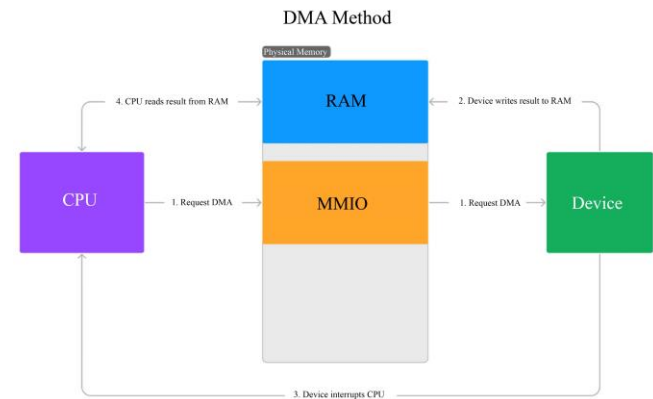 DMA Method
Physical Memory
RAM
4. CPU reads result from RAM
2. Device writes result to RAM
CPU
1. Request DMA
MMIO
1. Request DMA
Device
3. Device interrupts CPU